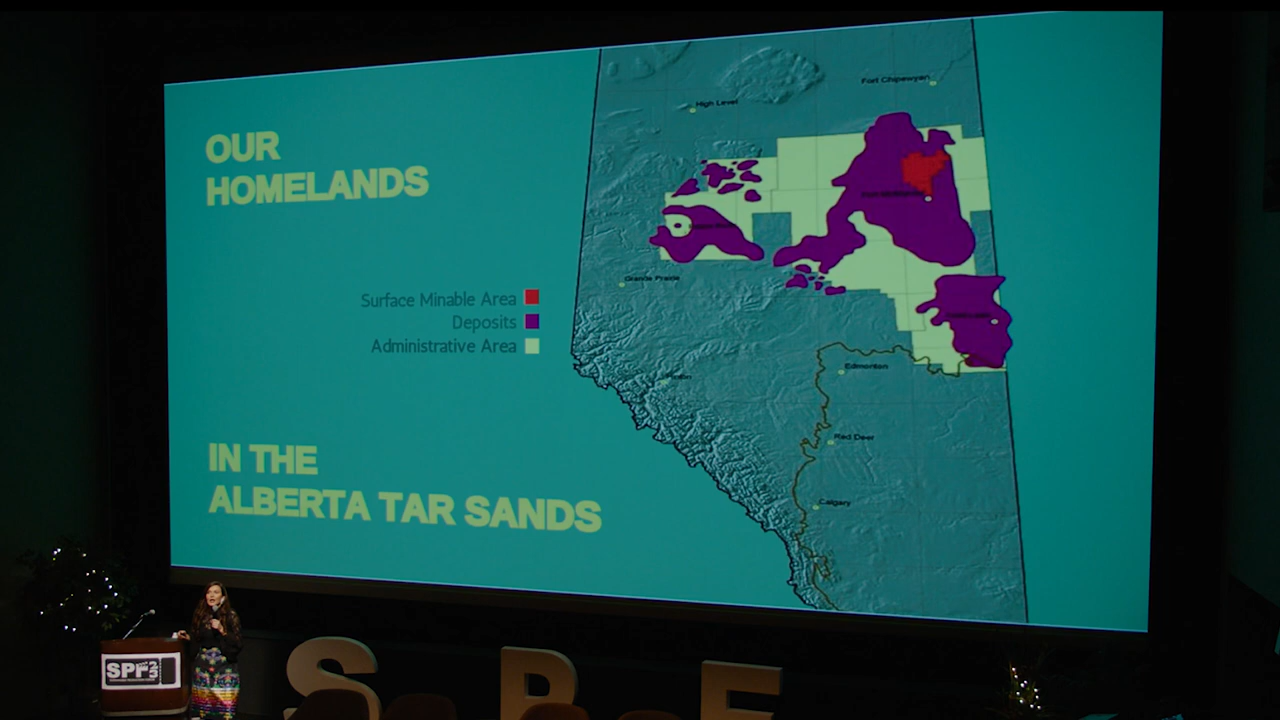 OUR
HOMELANDS
Surface Minable Area
Deposits
Administrative Area
IN THE
ALBERTA TAR SANDS
Fort Chipewyan
High Level
Grande Prairie
Edmonton
Red Deer
Calgary
SPF
S P F